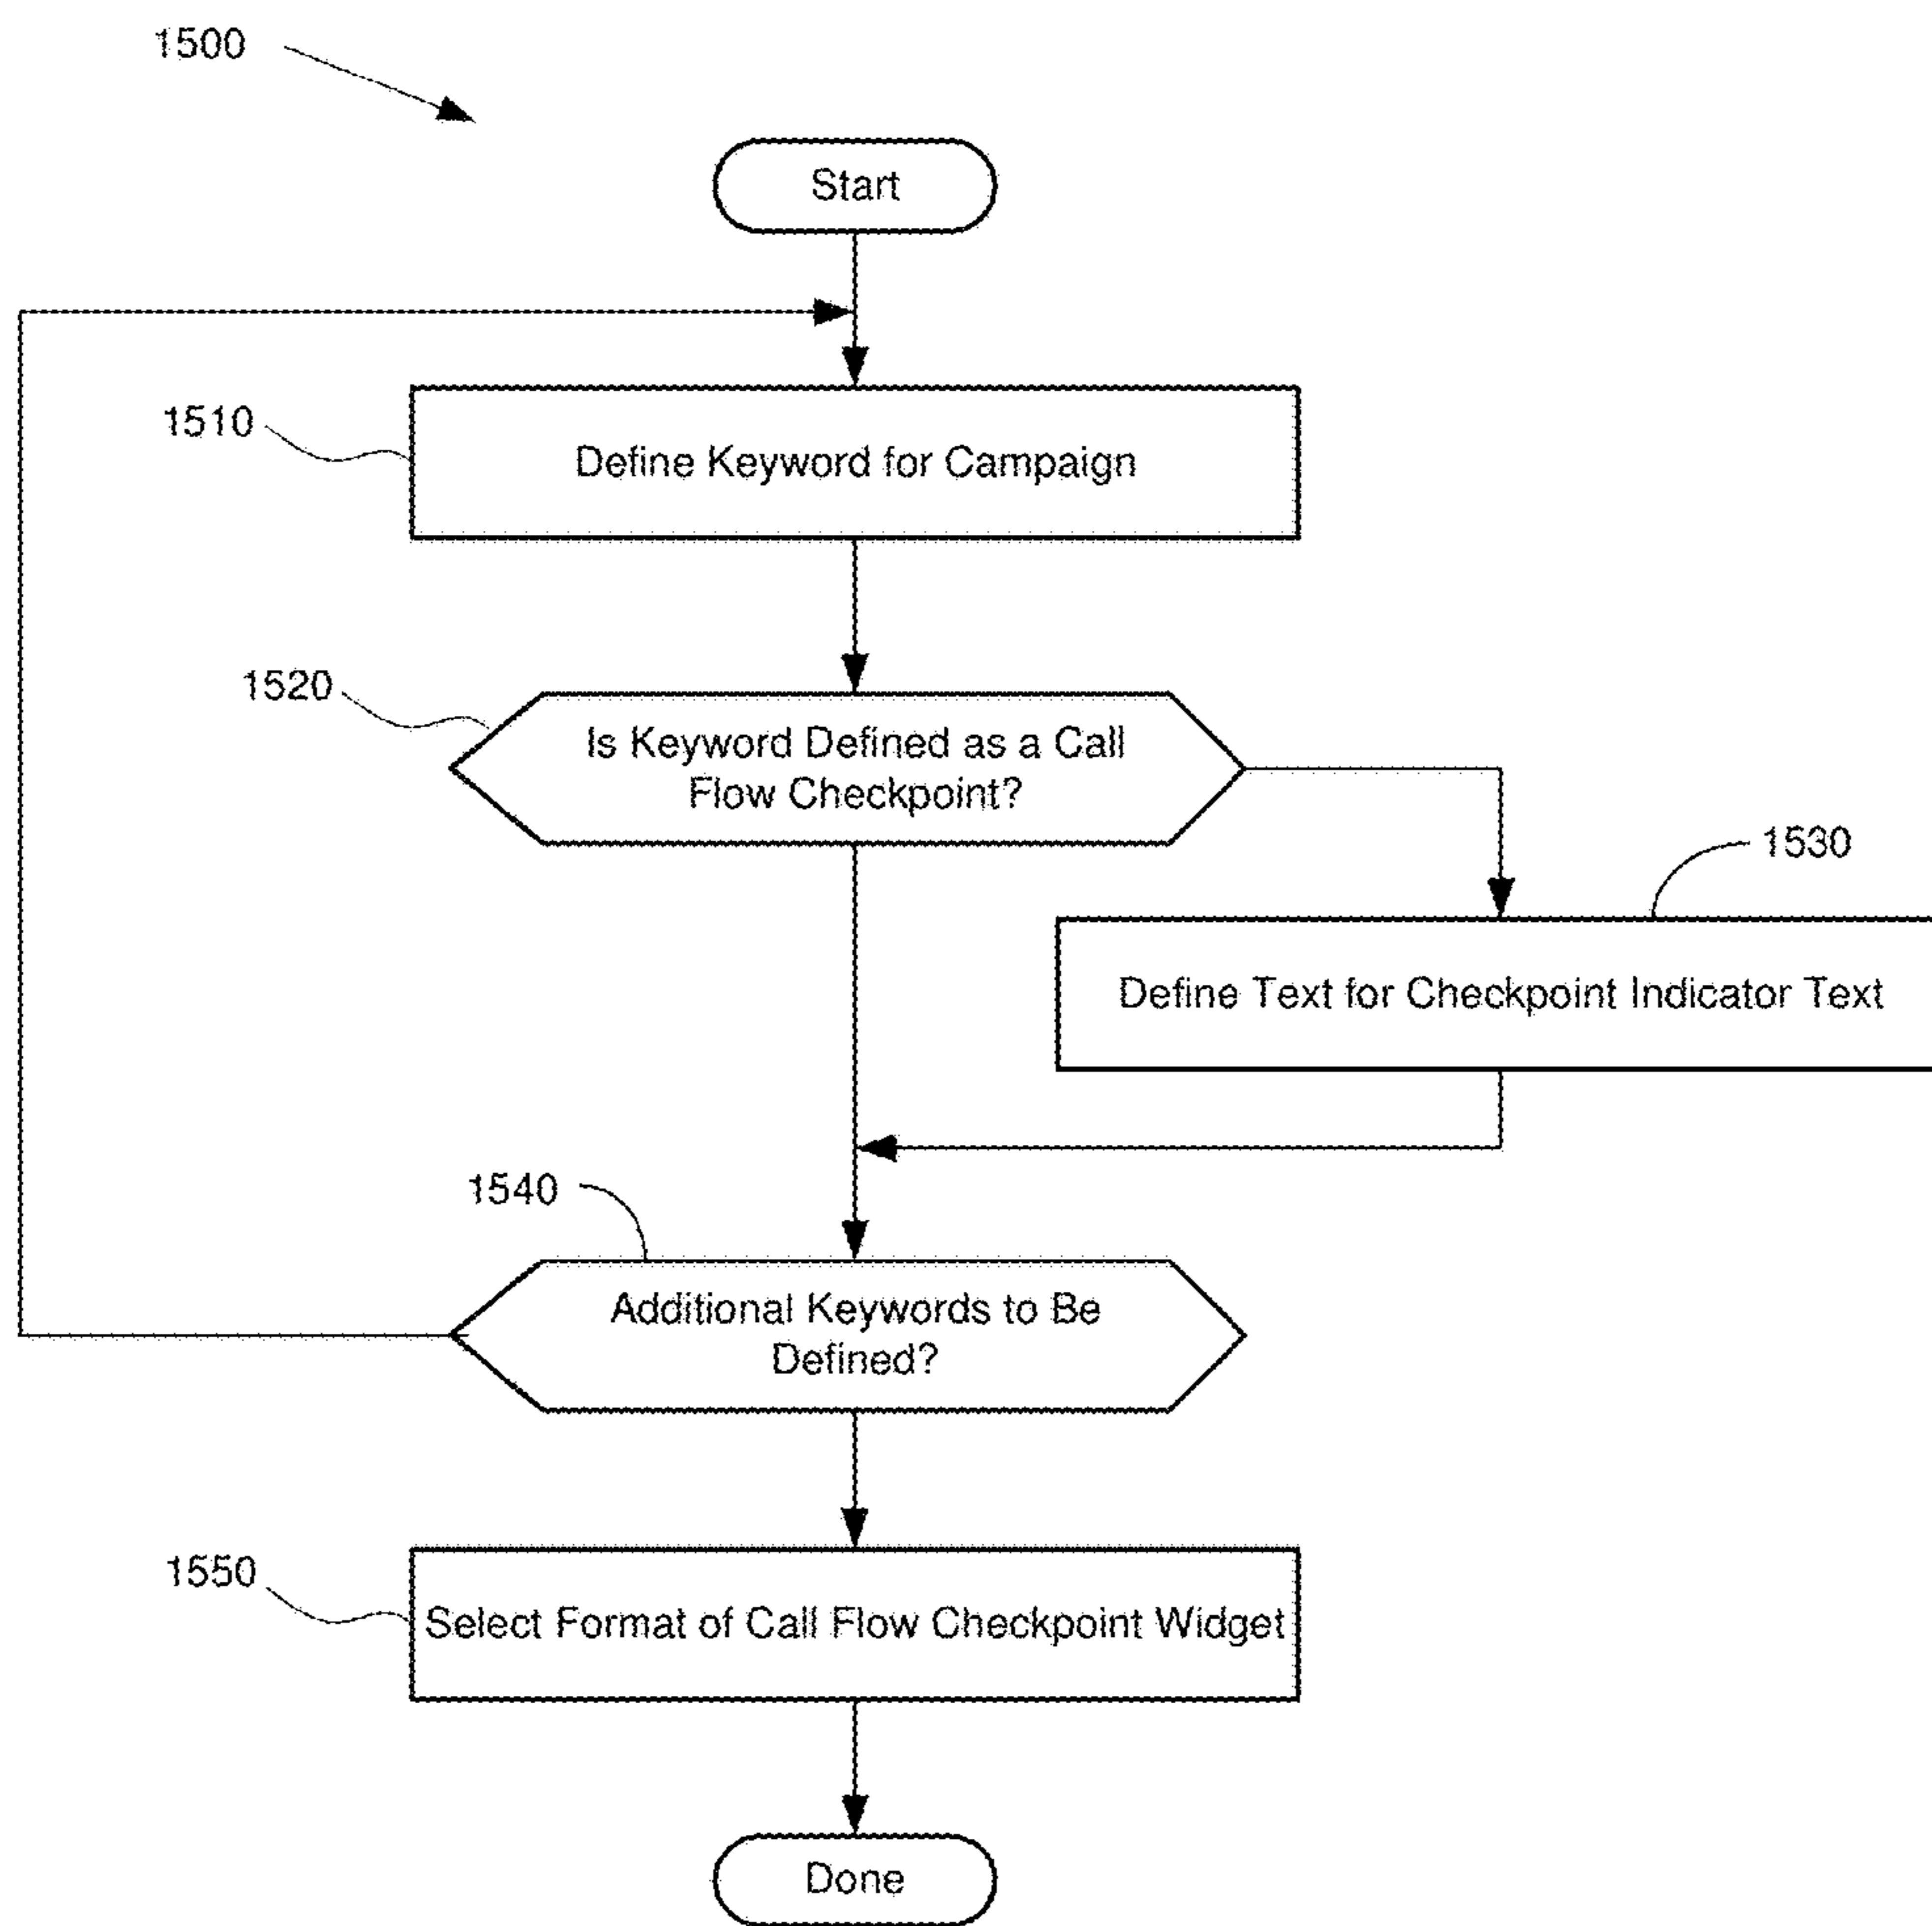 1500
Start
1510
Define Keyword for Campaign
1520
Is Keyword Defined as a Call
Flow Checkpoint?
1530
Define Text for Checkpoint Indicator Text
1540
Additional Keywords to Be
Defined?
1550
Select Format of Call Flow Checkpoint Widget
Done